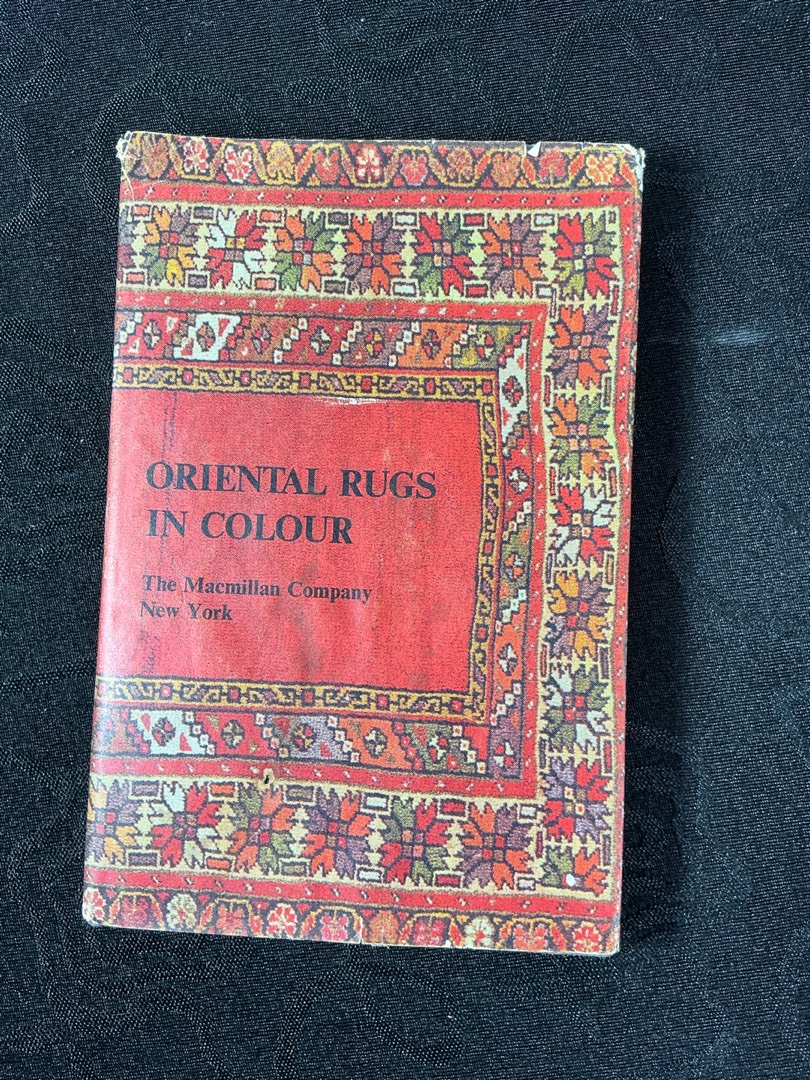 ORIENTAL RUGS
IN COLOUR
The Macmillan Company
New York